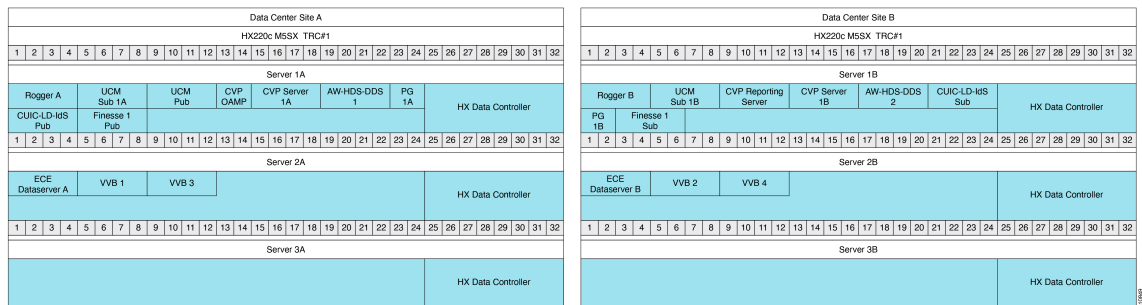 Data Center Site A
HX220c M5SX TRC#1
1 2 3 4 5 6 7 8 9 10 11 12 13 14 15 16 17 18 19 20 21 22 23 24 25 26 27 28 29 30 31 32
Server 1A
Rogger A
UCM
Sub 1A
UCM
Pub
CVP
OAMP
CVP Server
1A
AW-HDS-DDS
1
PG
1A
HX Data Controller
CUIC-LD-IdS
Pub
Finesse 1
Pub
1 2 3 4 5 6 7 8 9 10 11 12 13 14 15 16 17 18 19 20 21 22 23 24 25 26 27 28 29 30 31 32
Server 2A
ECE
Dataserver A
VVB 1
VVB 3
HX Data Controller
1 2 3 4 5 6 7 8 9 10 11 12 13 14 15 16 17 18 19 20 21 22 23 24 25 26 27 28 29 30 31 32
Server 3A
HX Data Controller
Data Center Site B
HX220c M5SX TRC#1
1 2 3 4 5 6 7 8 9 10 11 12 13 14 15 16 17 18 19 20 21 22 23 24 25 26 27 28 29 30 31 32
Server 1B
Rogger B
UCM
Sub 1B
CVP Reporting
Server
CVP Server
1B
AW-HDS-DDS
2
CUIC-LD-IdS
Sub
HX Data Controller
PG
1B
Finesse 1
Sub
1 2 3 4 5 6 7 8 9 10 11 12 13 14 15 16 17 18 19 20 21 22 23 24 25 26 27 28 29 30 31 32
Server 2B
ECE
Dataserver B
VVB 2
VVB 4
HX Data Controller
1 2 3 4 5 6 7 8 9 10 11 12 13 14 15 16 17 18 19 20 21 22 23 24 25 26 27 28 29 30 31 32
Server 3B
HX Data Controller